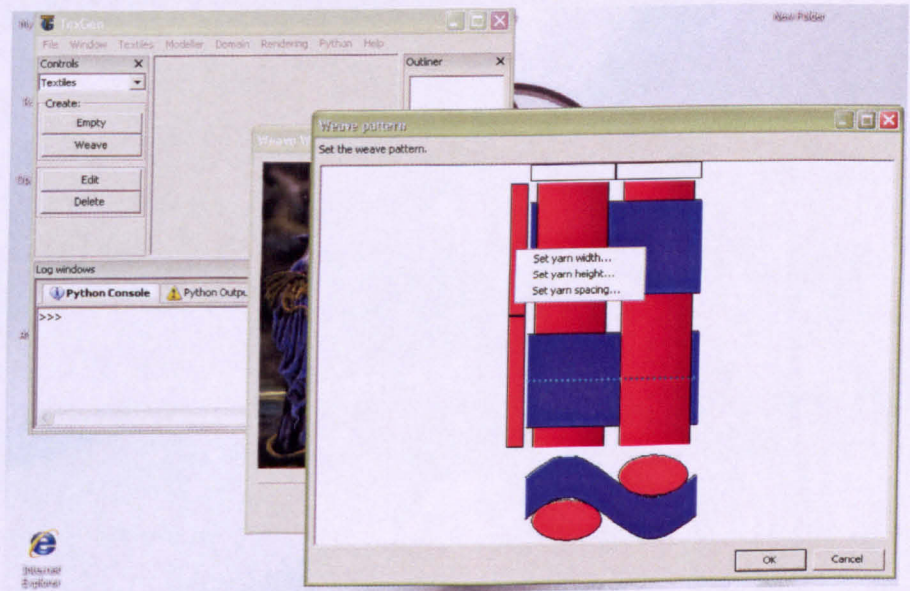 TexGen
New Folder
File Window Textiles Modeller Domain Rendering Python Help
Controls
Outliner
Textiles
Create:
Empty
Weave
Edit
Delete
Weave pattern
Set the weave pattern.
Set yarn width...
Set yarn height...
Set yarn spacing...
Log windows
Python Console
Python Outpu
>>>
OK
Cancel
Internet
Explorer